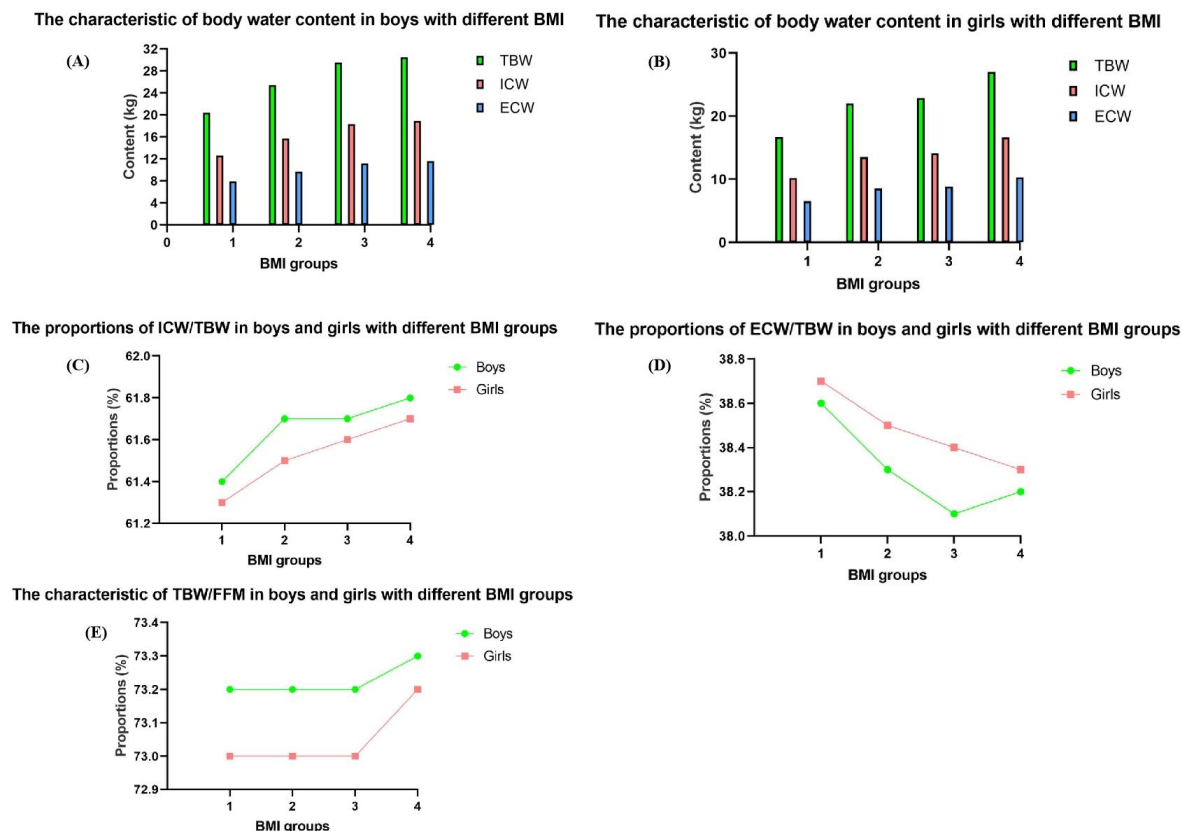 The characteristic of body water content in boys with different BMI
(A)
Content (kg)
32
28
24
20
16
12
8
4
0
0
1
2
3
4
BMI groups
TBW
ICW
ECW
The characteristic of body water content in girls with different BMI
(B)
Content (kg)
30
20
10
0
1
2
3
4
BMI groups
TBW
ICW
ECW
The proportions of ICW/TBW in boys and girls with different BMI groups
(C)
Proportions (%)
62.0
61.8
61.6
61.4
61.2
1
2
3
4
BMI groups
Boys
Girls
The proportions of ECW/TBW in boys and girls with different BMI groups
(D)
Proportions (%)
38.8
38.6
38.4
38.2
38.0
1
2
3
4
BMI groups
Boys
Girls
The characteristic of TBW/FFM in boys and girls with different BMI groups
(E)
Proportions (%)
73.4
73.3
73.2
73.1
73.0
72.9
1
2
3
4
BMI groups
Boys
Girls